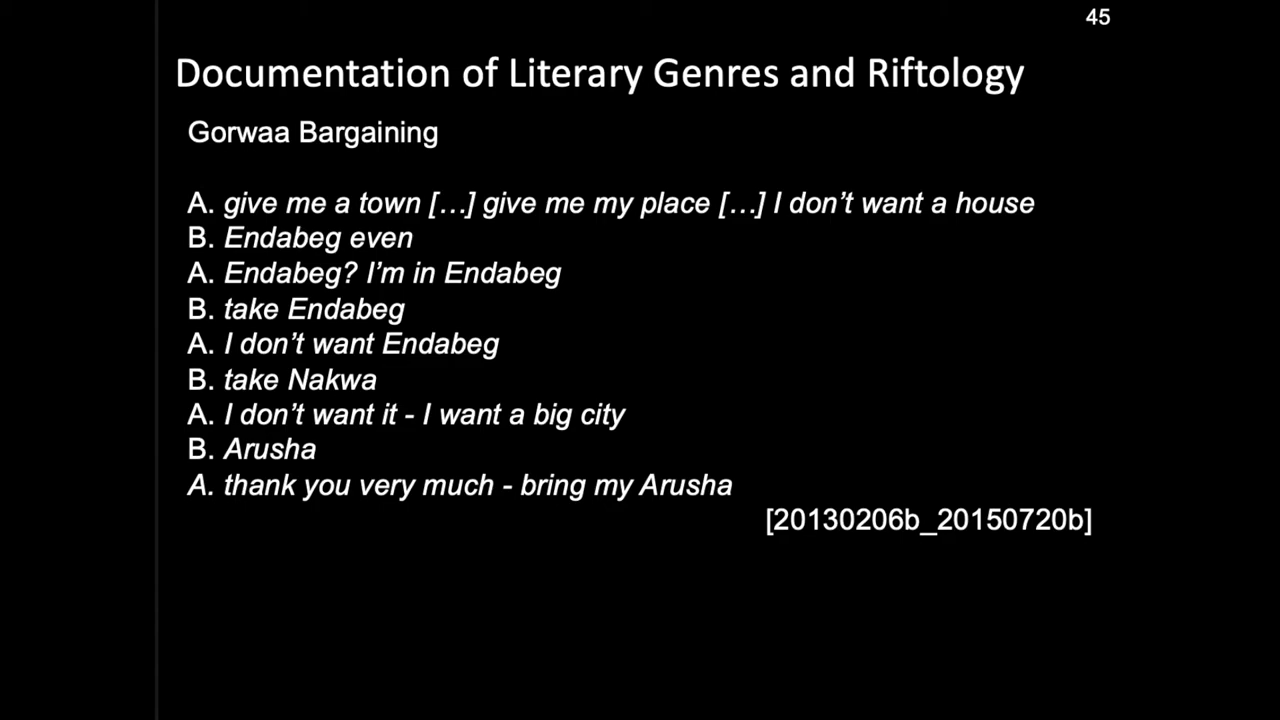 45
Documentation of Literary Genres and Riftology
Gorwaa Bargaining
A. give me a town […] give me my place […] I don’t want a house
B. Endabeg even
A. Endabeg? I’m in Endabeg
B. take Endabeg
A. I don’t want Endabeg
B. take Nakwa
A. I don’t want it - I want a big city
B. Arusha
A. thank you very much - bring my Arusha
[20130206b_20150720b]